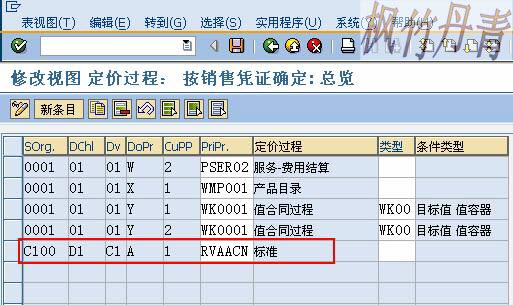 表视图(T) 编辑(E) 转到(G) 选择(S) 实用程序(U) 系统(Y) 帮助(H)
枫竹丹青
修改视图 定价过程: 按销售凭证确定:总览
新条目
SOrg. DChl Dv DoPr CuPP PriPr. 定价过程 类型 条件类型
0001 01 01 W 2 PSER02 服务-费用结算
0001 01 01 X 1 WMP001 产品目录
0001 01 01 Y 1 WK0001 值合同过程 WK00 目标值 值容器
0001 01 01 Y 2 WK0001 值合同过程 WK00 目标值 值容器
C100 D1 C1 A 1 RVAACN 标准